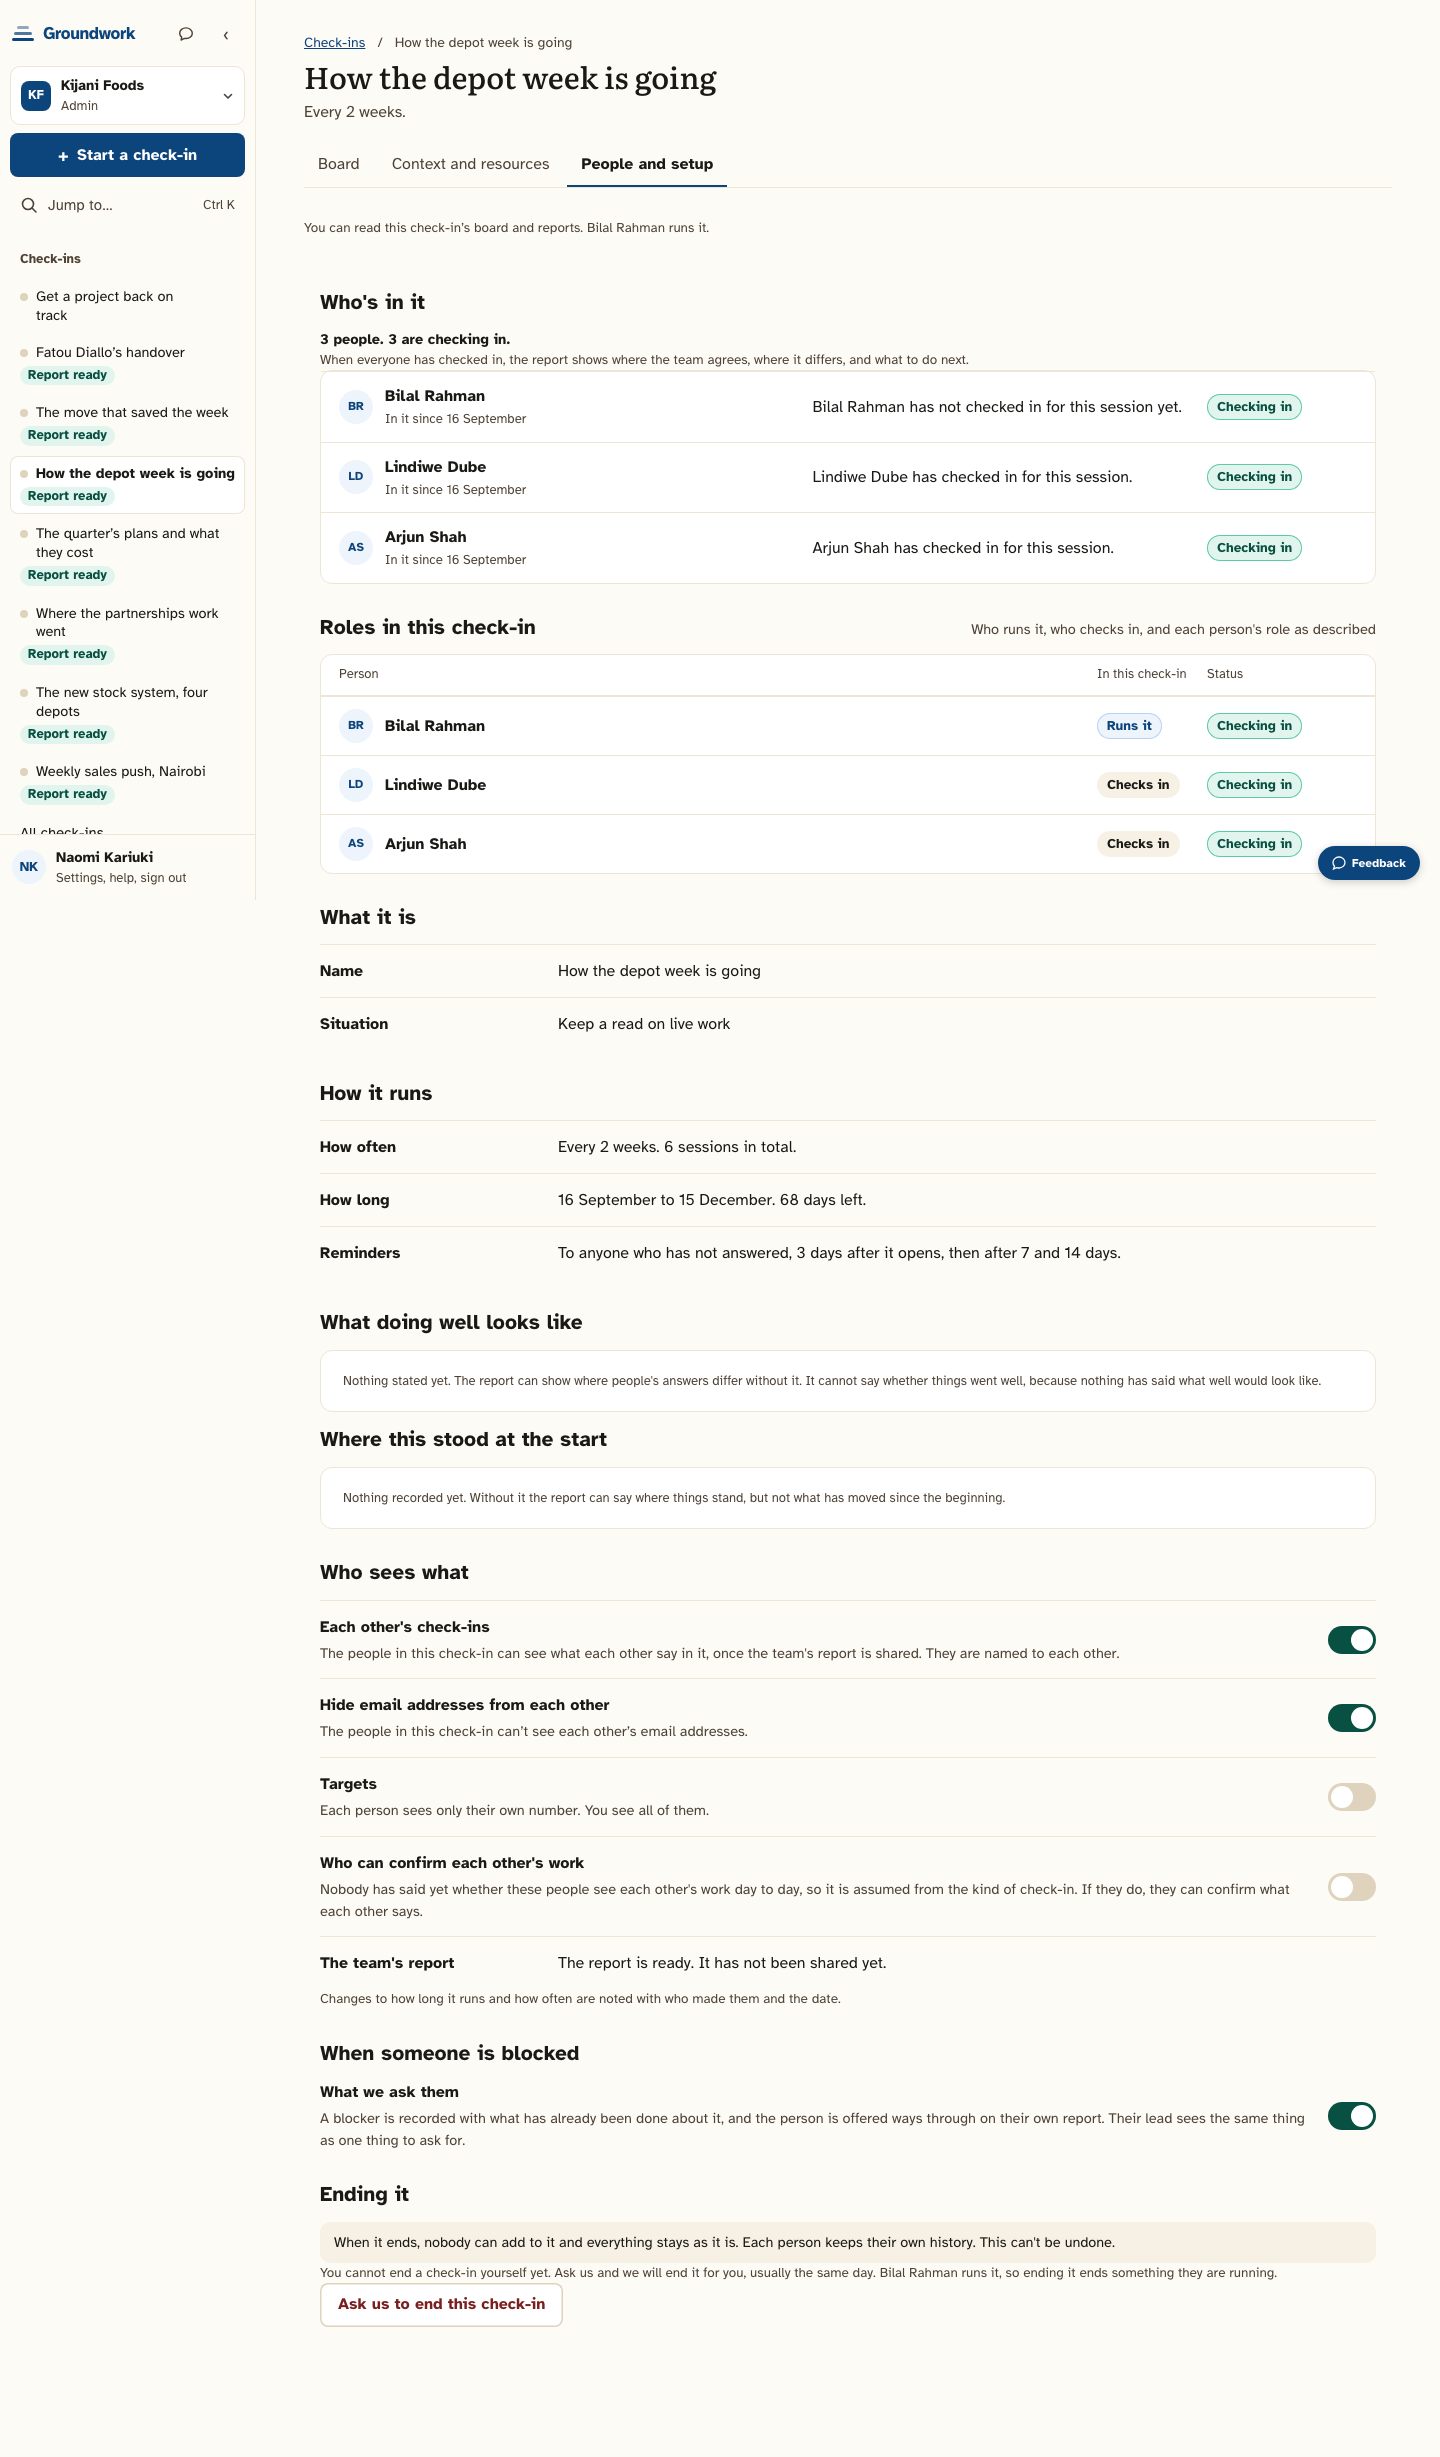 Groundwork
KF
Kijani Foods
Admin
+ Start a check-in
Jump to...
Ctrl K
Check-ins
Get a project back on
track
Fatou Diallo’s handover
Report ready
The move that saved the week
Report ready
How the depot week is going
Report ready
The quarter’s plans and what
they cost
Report ready
Where the partnerships work
went
Report ready
The new stock system, four
depots
Report ready
Weekly sales push, Nairobi
Report ready
All check-ins
NK
Naomi Kariuki
Settings, help, sign out
Check-ins / How the depot week is going
How the depot week is going
Every 2 weeks.
Board
Context and resources
People and setup
You can read this check-in’s board and reports. Bilal Rahman runs it.
Who's in it
3 people. 3 are checking in.
When everyone has checked in, the report shows where the team agrees, where it differs, and what to do next.
BR
Bilal Rahman
In it since 16 September
Bilal Rahman has not checked in for this session yet.
Checking in
LD
Lindiwe Dube
In it since 16 September
Lindiwe Dube has checked in for this session.
Checking in
AS
Arjun Shah
In it since 16 September
Arjun Shah has checked in for this session.
Checking in
Roles in this check-in
Who runs it, who checks in, and each person's role as described
Person
In this check-in
Status
BR
Bilal Rahman
Runs it
Checking in
LD
Lindiwe Dube
Checks in
Checking in
AS
Arjun Shah
Checks in
Checking in
Feedback
What it is
Name
How the depot week is going
Situation
Keep a read on live work
How it runs
How often
Every 2 weeks. 6 sessions in total.
How long
16 September to 15 December. 68 days left.
Reminders
To anyone who has not answered, 3 days after it opens, then after 7 and 14 days.
What doing well looks like
Nothing stated yet. The report can show where people's answers differ without it. It cannot say whether things went well, because nothing has said what well would look like.
Where this stood at the start
Nothing recorded yet. Without it the report can say where things stand, but not what has moved since the beginning.
Who sees what
Each other's check-ins
The people in this check-in can see what each other say in it, once the team's report is shared. They are named to each other.
Hide email addresses from each other
The people in this check-in can’t see each other’s email addresses.
Targets
Each person sees only their own number. You see all of them.
Who can confirm each other's work
Nobody has said yet whether these people see each other's work day to day, so it is assumed from the kind of check-in. If they do, they can confirm what
each other says.
The team's report
The report is ready. It has not been shared yet.
Changes to how long it runs and how often are noted with who made them and the date.
When someone is blocked
What we ask them
A blocker is recorded with what has already been done about it, and the person is offered ways through on their own report. Their lead sees the same thing
as one thing to ask for.
Ending it
When it ends, nobody can add to it and everything stays as it is. Each person keeps their own history. This can't be undone.
You cannot end a check-in yourself yet. Ask us and we will end it for you, usually the same day. Bilal Rahman runs it, so ending it ends something they are running.
Ask us to end this check-in